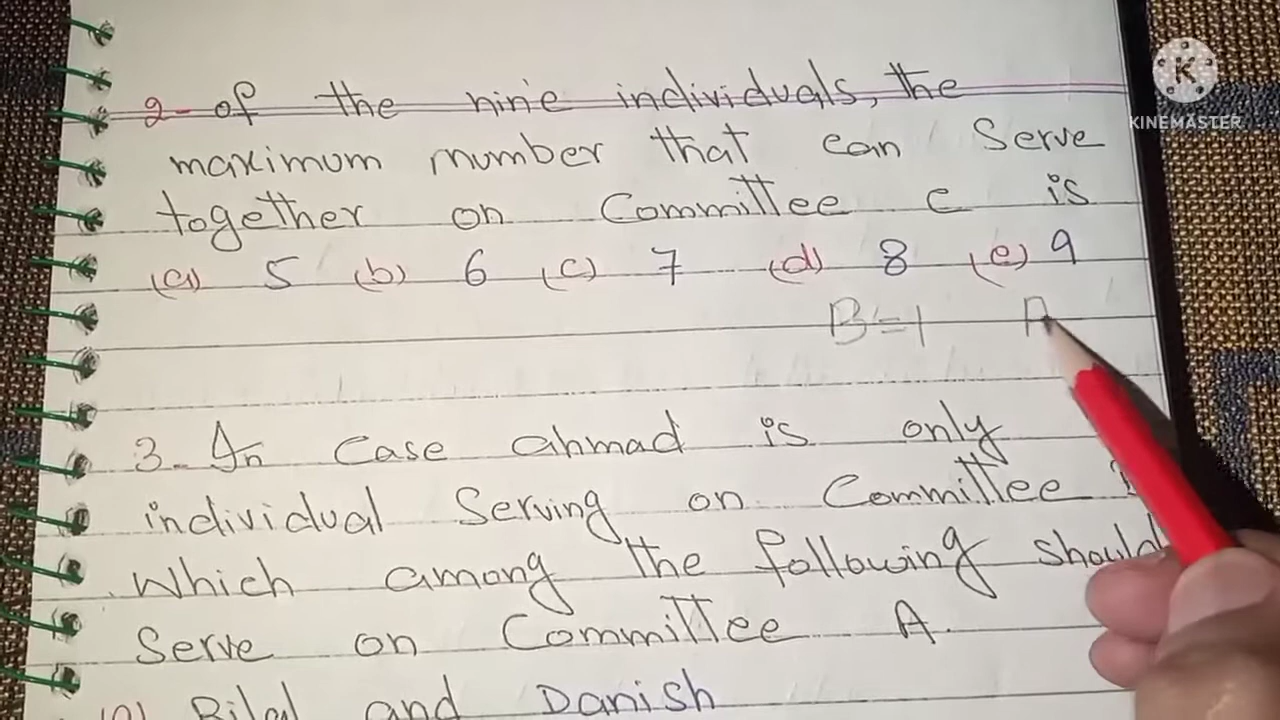 K
KINEMASTER
2- of the nine individuals, the
maximum number that can serve
together on Committee c is
(a) 5 (b) 6 (c) 7 (d) 8 (e) 9
B=1 A
3- In case ahmad is only
individual Serving on Committee
Which among the following should
Serve on Committee A.
(a) Bilal and Danish